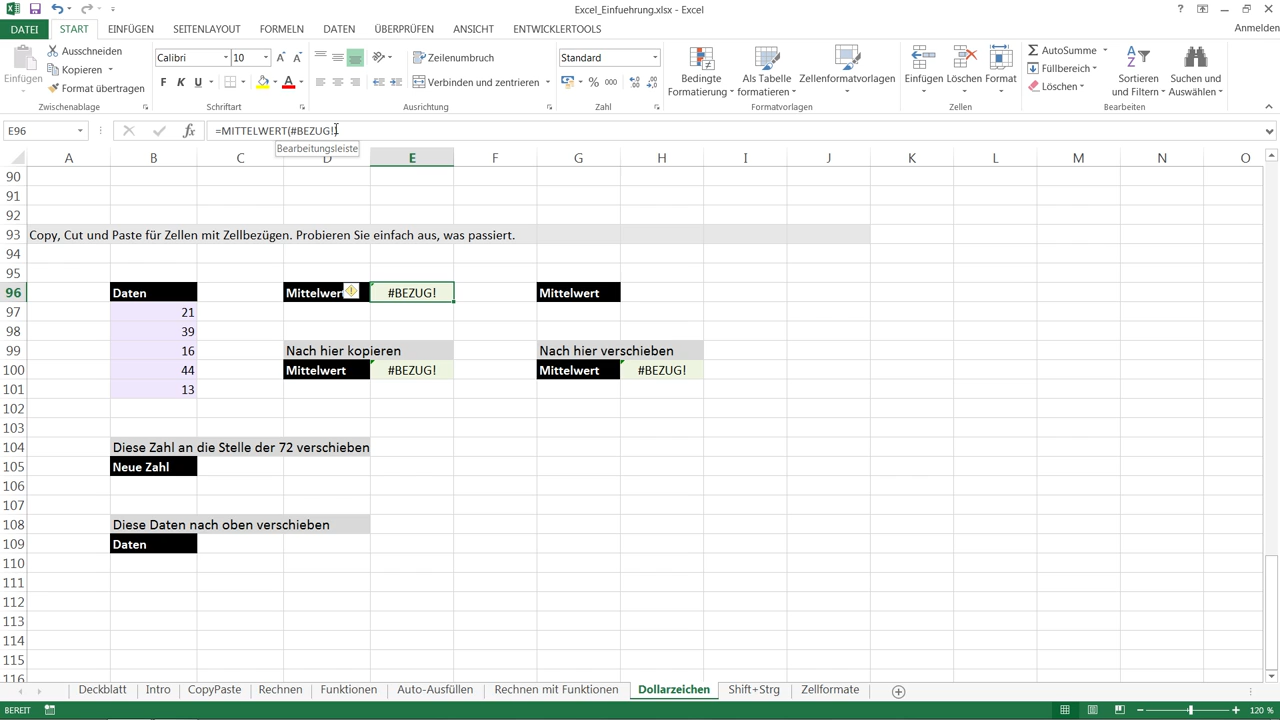 Excel_Einfuehrung.xlsx - Excel
DATEI START EINFÜGEN SEITENLAYOUT FORMELN DATEN ÜBERPRÜFEN ANSICHT ENTWICKLERTOOLS Anmelden
Einfügen Ausschneiden Kopieren Format übertragen
Calibri 10 F K U
Zeilenumbruch
Verbinden und zentrieren
Standard
Bedingte Formatierung Als Tabelle formatieren Zellenformatvorlagen
Einfügen Löschen Format
AutoSumme Füllbereich Löschen
Sortieren und Filtern Suchen und Auswählen
Zwischenablage Schriftart Ausrichtung Zahl Formatvorlagen Zellen Bearbeiten
E96 fx =MITTELWERT(#BEZUG!)
Bearbeitungsleiste
A B C D E F G H I J K L M N O
90
91
92
93 Copy, Cut und Paste für Zellen mit Zellbezügen. Probieren Sie einfach aus, was passiert.
94
95
96 Daten Mittelwert #BEZUG! Mittelwert
97 21
98 39
99 16 Nach hier kopieren Nach hier verschieben
100 44 Mittelwert #BEZUG! Mittelwert #BEZUG!
101 13
102
103
104 Diese Zahl an die Stelle der 72 verschieben
105 Neue Zahl
106
107
108 Diese Daten nach oben verschieben
109 Daten
110
111
112
113
114
115
116
Deckblatt Intro CopyPaste Rechnen Funktionen Auto-Ausfüllen Rechnen mit Funktionen Dollarzeichen Shift+Strg Zellformate
BEREIT 120 %